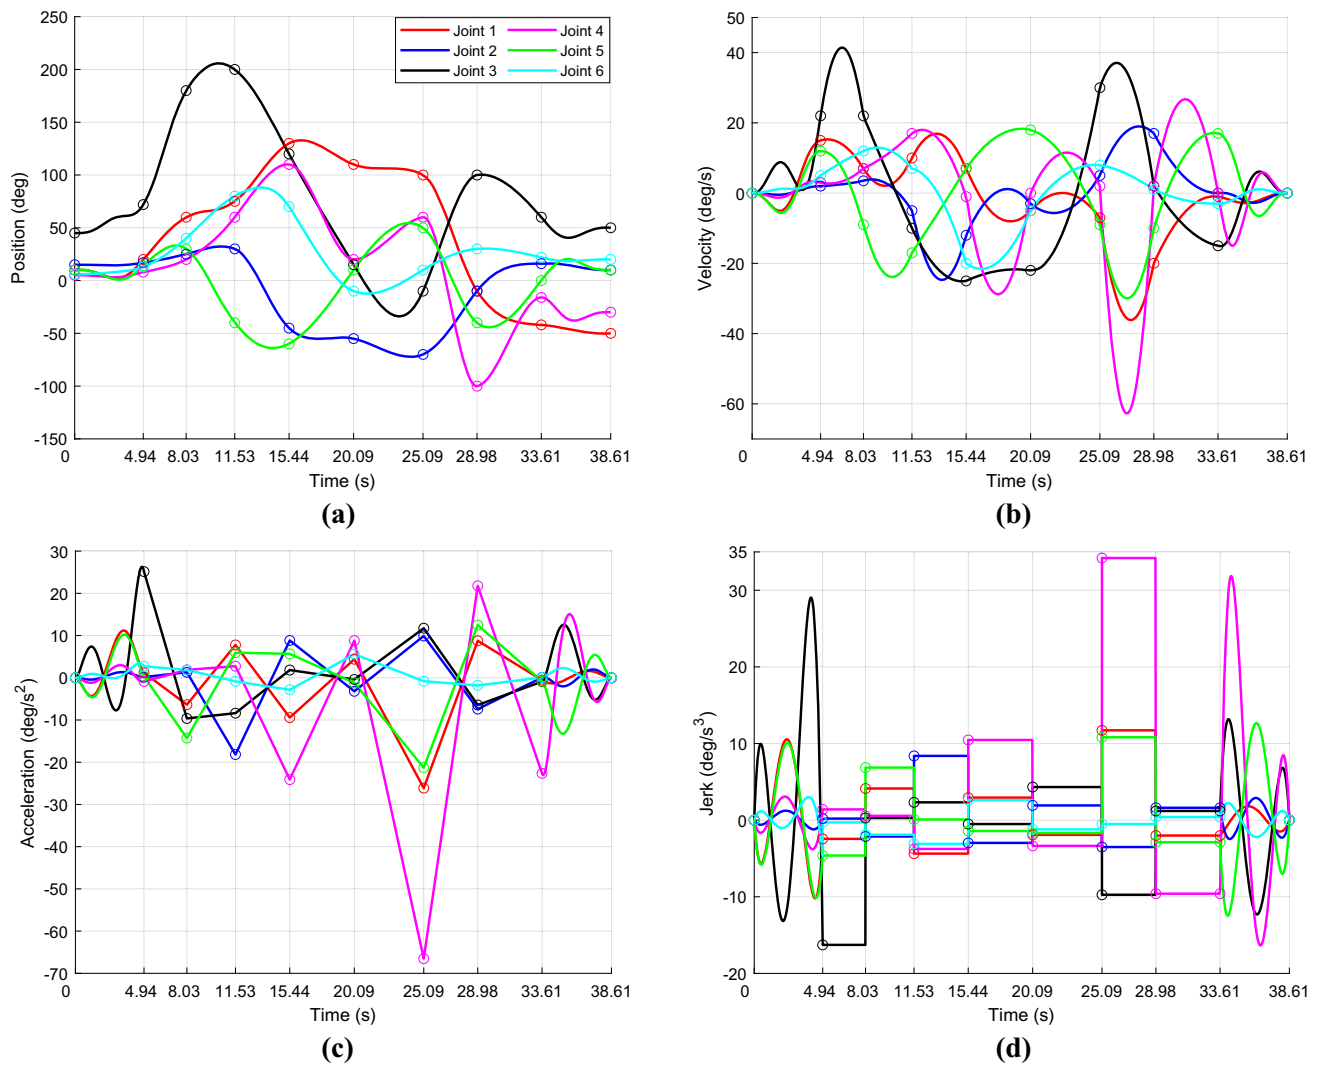 250
200
150
100
50
0
-50
-100
-150
Position (deg)
Joint 1
Joint 2
Joint 3
Joint 4
Joint 5
Joint 6
0 4.94 8.03 11.53 15.44 20.09 25.09 28.98 33.61 38.61
Time (s)
(a)
50
40
20
0
-20
-40
-60
Velocity (deg/s)
0 4.94 8.03 11.53 15.44 20.09 25.09 28.98 33.61 38.61
Time (s)
(b)
30
20
10
0
-10
-20
-30
-40
-50
-60
-70
Acceleration (deg/s²)
0 4.94 8.03 11.53 15.44 20.09 25.09 28.98 33.61 38.61
Time (s)
(c)
35
30
20
10
0
-10
-20
Jerk (deg/s³)
0 4.94 8.03 11.53 15.44 20.09 25.09 28.98 33.61 38.61
Time (s)
(d)